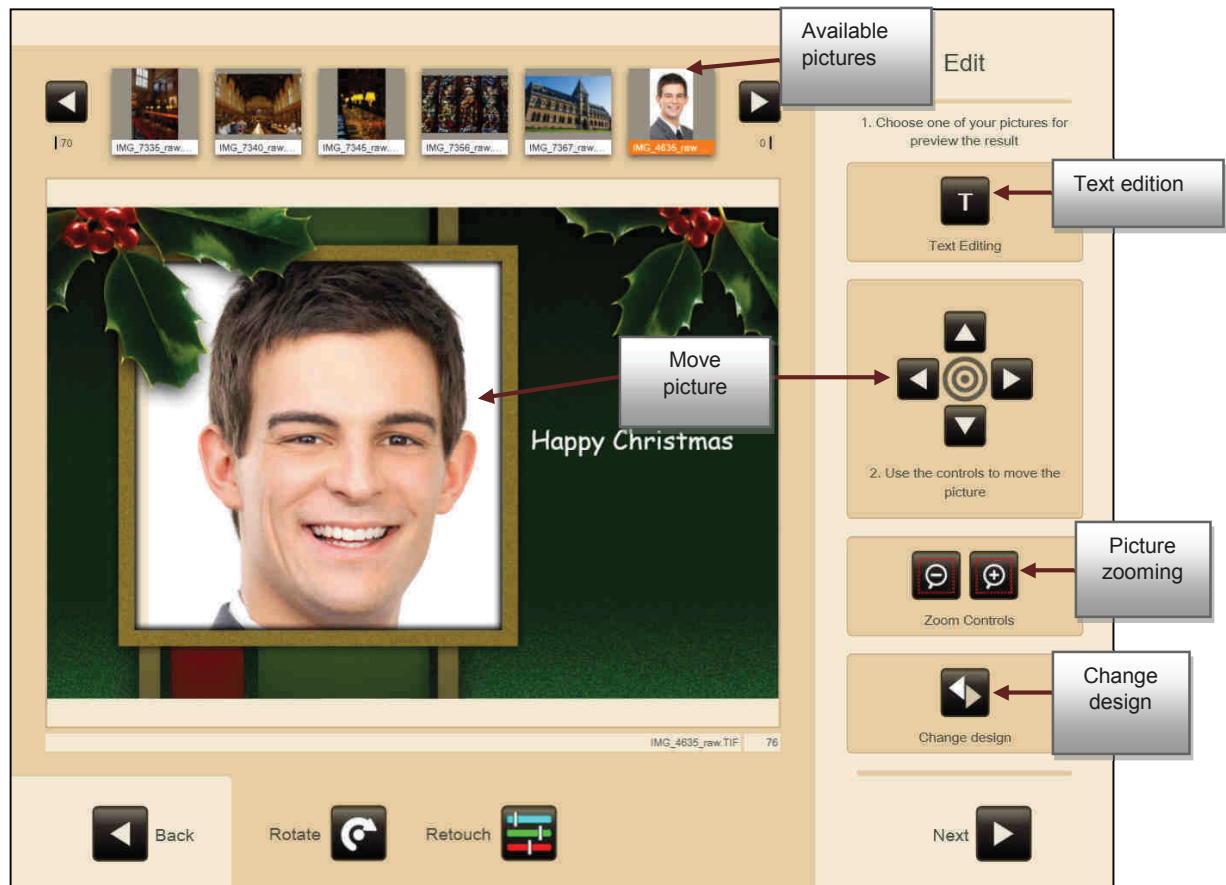 Available
pictures
Edit
70
IMG_7335_raw....
IMG_7340_raw....
IMG_7345_raw....
IMG_7356_raw....
IMG_7367_raw....
IMG_4635_raw ...
0
1. Choose one of your pictures for
preview the result
T
Text Editing
Text edition
Move
picture
Happy Christmas
2. Use the controls to move the
picture
Picture
zooming
Zoom Controls
Change
design
Change design
IMG_4635_raw.TIF 76
Back
Rotate
Retouch
Next